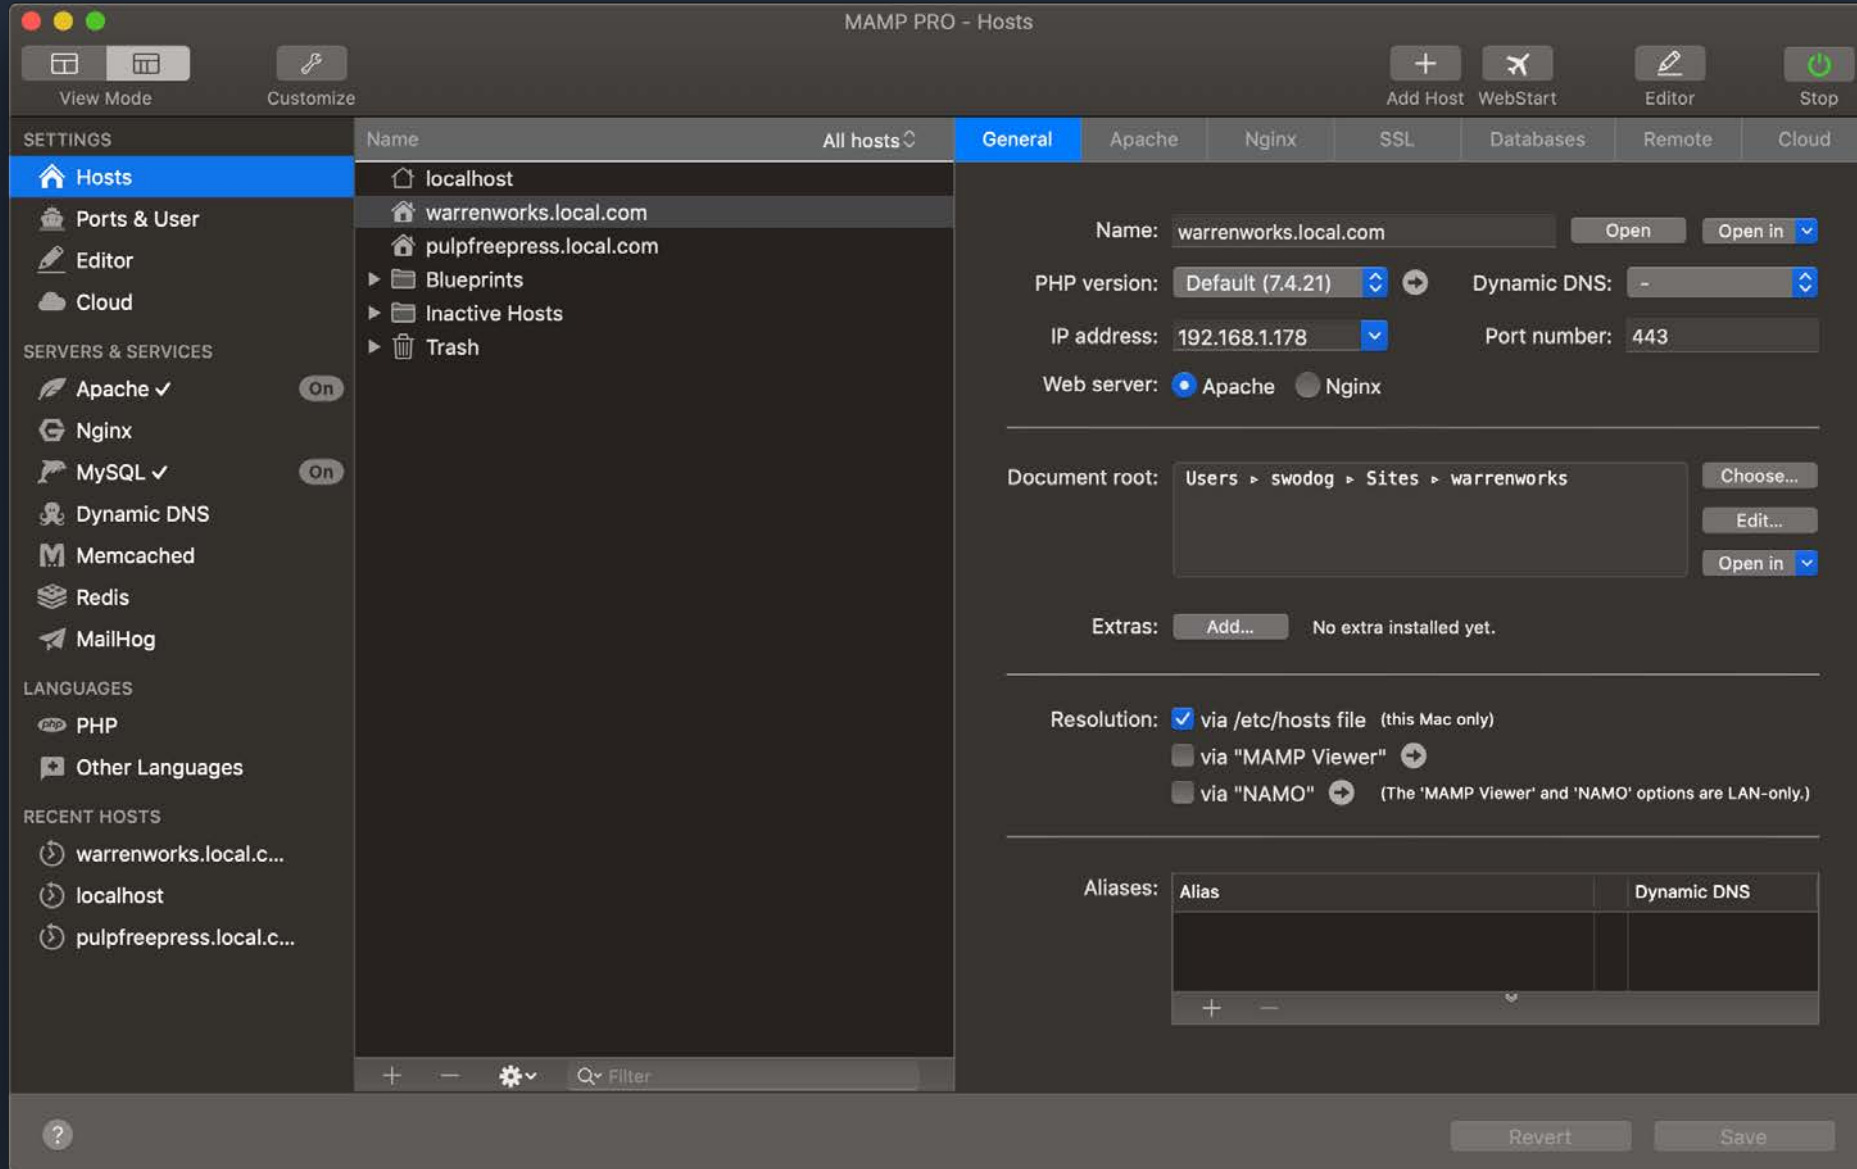 MAMP PRO - Hosts
View Mode
Customize
Add Host
WebStart
Editor
Stop
SETTINGS
Hosts
Ports & User
Editor
Cloud
SERVERS & SERVICES
Apache ✓ On
Nginx
MySQL ✓ On
Dynamic DNS
Memcached
Redis
MailHog
LANGUAGES
php PHP
Other Languages
RECENT HOSTS
warrenworks.local.c...
localhost
pulpfreepress.local.c...
Name All hosts
localhost
warrenworks.local.com
pulpfreepress.local.com
Blueprints
Inactive Hosts
Trash
Filter
General Apache Nginx SSL Databases Remote Cloud
Name: warrenworks.local.com Open Open in
PHP version: Default (7.4.21) Dynamic DNS: -
IP address: 192.168.1.178 Port number: 443
Web server: Apache Nginx
Document root: Users ▸ swodog ▸ Sites ▸ warrenworks Choose...
Edit...
Open in
Extras: Add... No extra installed yet.
Resolution: via /etc/hosts file (this Mac only)
via "MAMP Viewer"
via "NAMO" (The 'MAMP Viewer' and 'NAMO' options are LAN-only.)
Aliases: Alias Dynamic DNS
+ −
? Revert Save